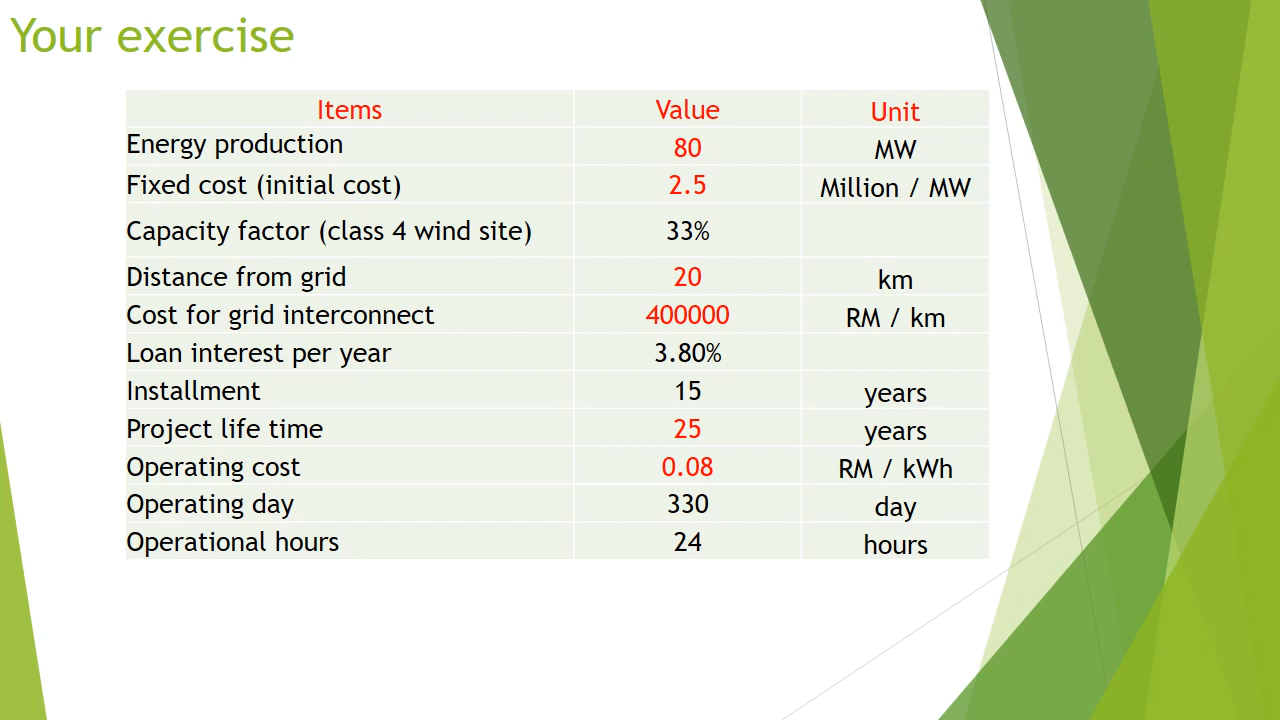 Your exercise
Items Value Unit
Energy production 80 MW
Fixed cost (initial cost) 2.5 Million / MW
Capacity factor (class 4 wind site) 33%
Distance from grid 20 km
Cost for grid interconnect 400000 RM / km
Loan interest per year 3.80%
Installment 15 years
Project life time 25 years
Operating cost 0.08 RM / kWh
Operating day 330 day
Operational hours 24 hours